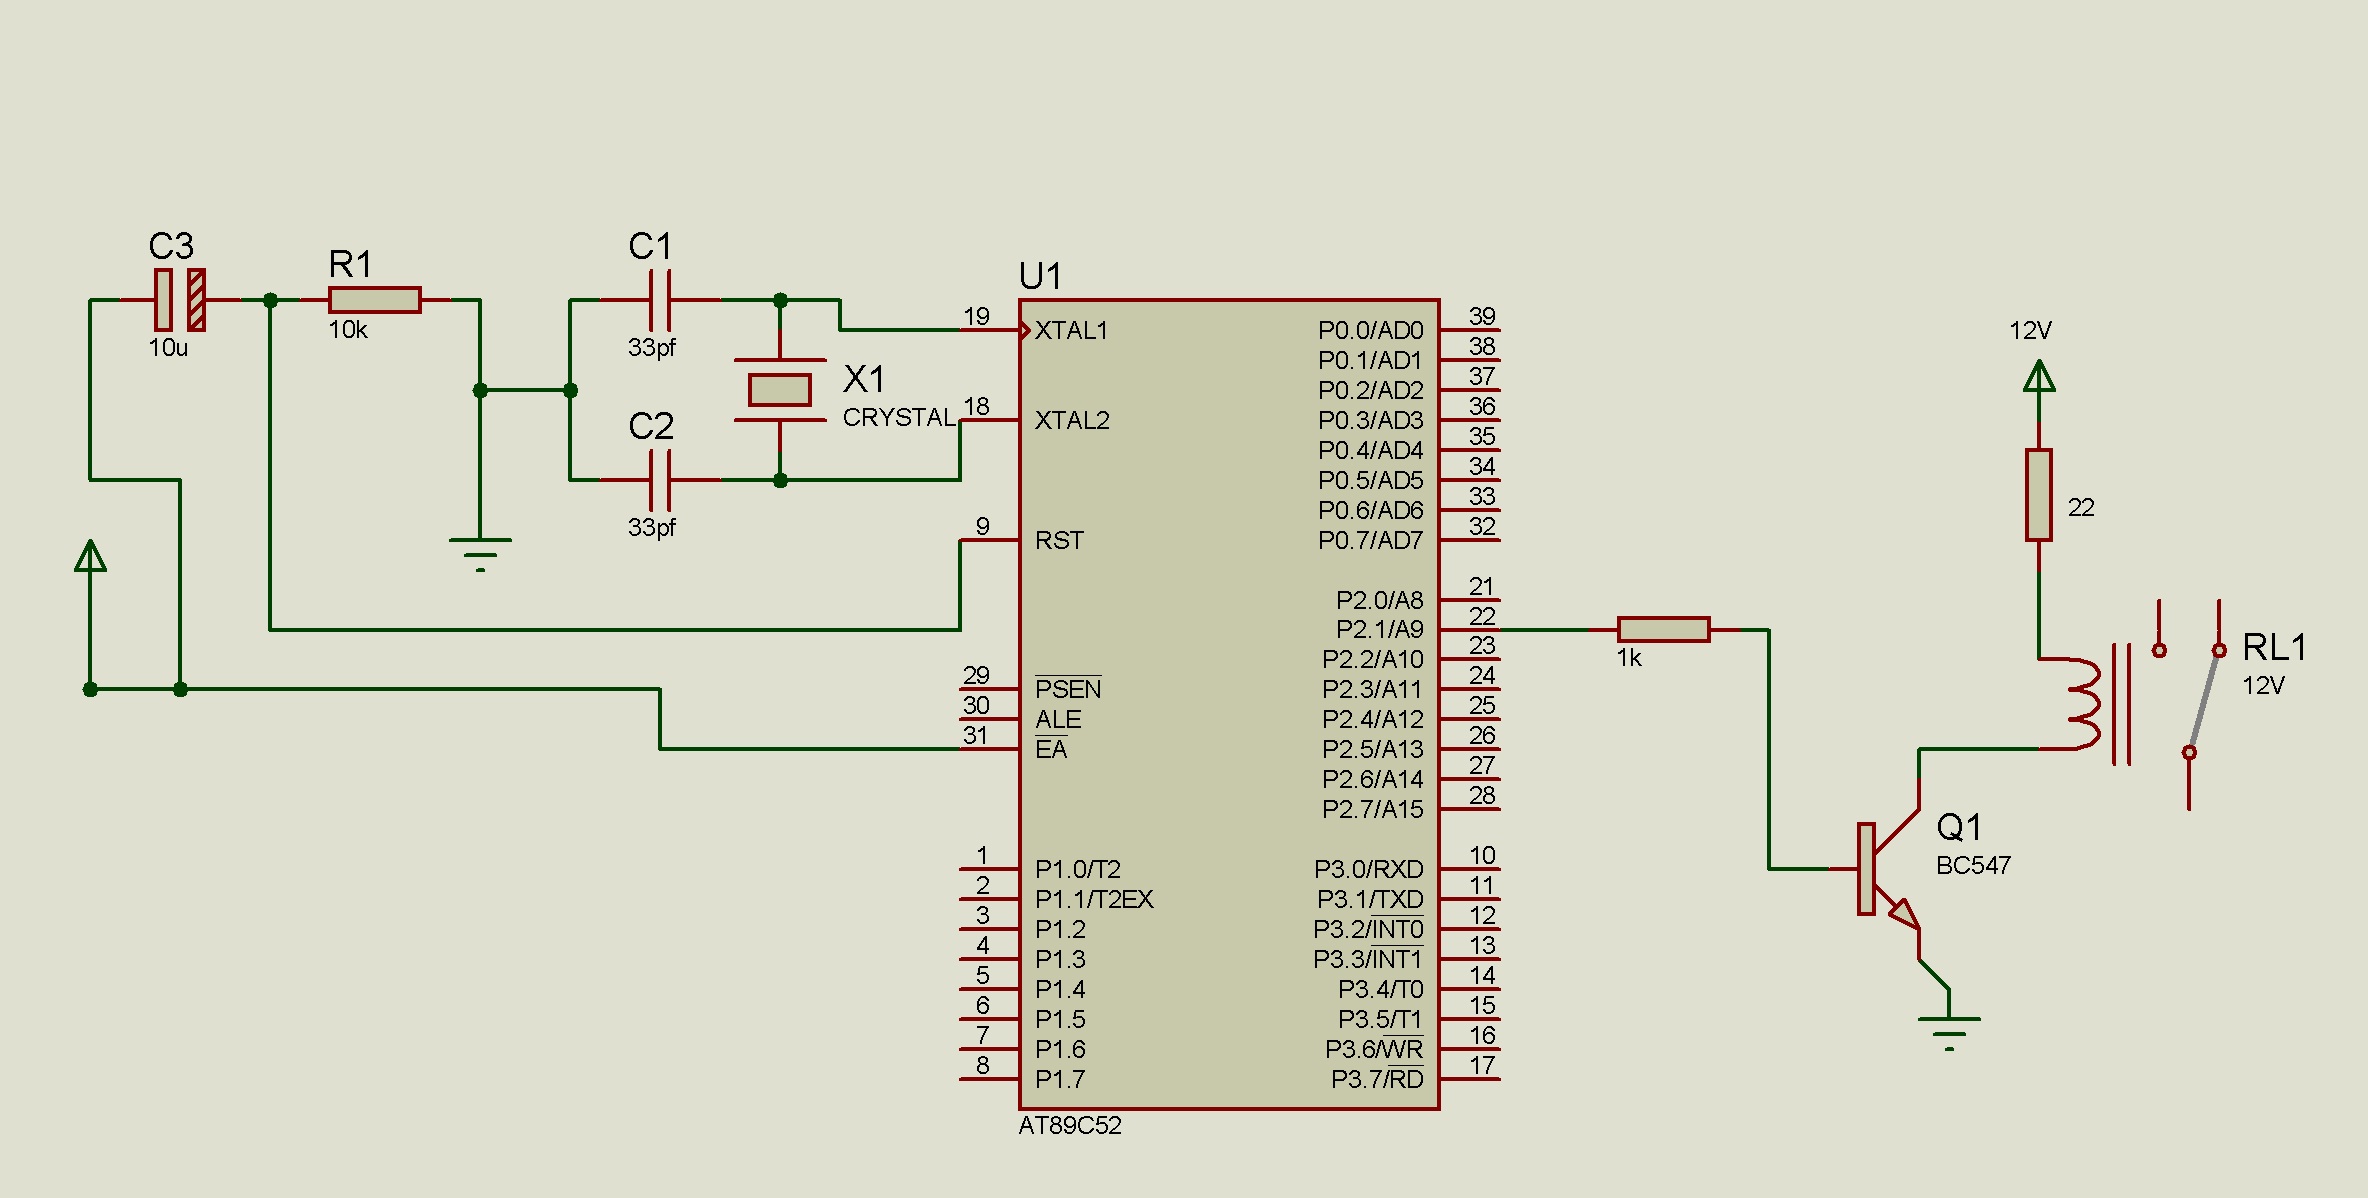 C3
10u
R1
10k
C1
33pf
C2
33pf
X1
CRYSTAL
U1
19 XTAL1
18 XTAL2
9 RST
29 PSEN
30 ALE
31 EA
1 P1.0/T2
2 P1.1/T2EX
3 P1.2
4 P1.3
5 P1.4
6 P1.5
7 P1.6
8 P1.7
P0.0/AD0 39
P0.1/AD1 38
P0.2/AD2 37
P0.3/AD3 36
P0.4/AD4 35
P0.5/AD5 34
P0.6/AD6 33
P0.7/AD7 32
P2.0/A8 21
P2.1/A9 22
P2.2/A10 23
P2.3/A11 24
P2.4/A12 25
P2.5/A13 26
P2.6/A14 27
P2.7/A15 28
P3.0/RXD 10
P3.1/TXD 11
P3.2/INT0 12
P3.3/INT1 13
P3.4/T0 14
P3.5/T1 15
P3.6/WR 16
P3.7/RD 17
AT89C52
1k
12V
22
RL1
12V
Q1
BC547